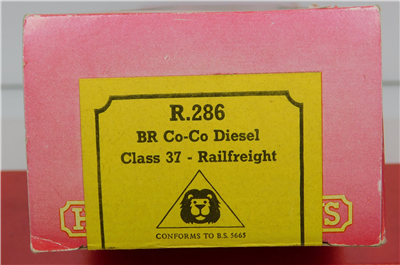 R.286
BR Co-Co Diesel
Class 37 - Railfreight
CONFORMS TO B.S. 5665
H S